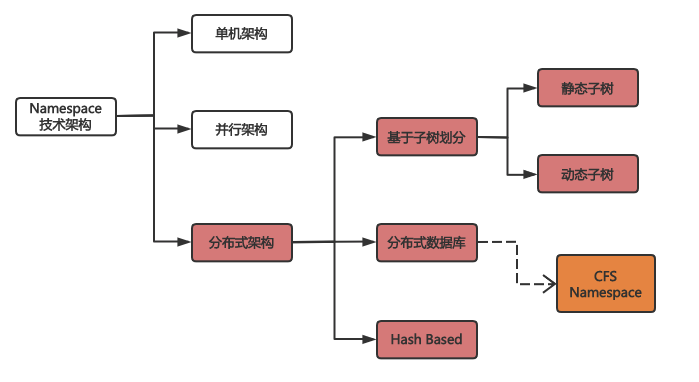 Namespace
技术架构
单机架构
并行架构
分布式架构
基于子树划分
静态子树
动态子树
分布式数据库
CFS
Namespace
Hash Based